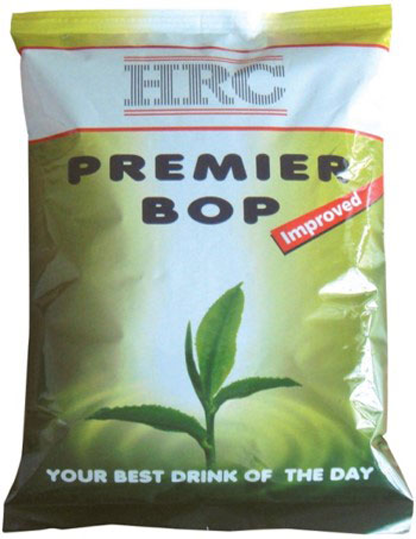 HRC
PREMIER
BOP
Improved
YOUR BEST DRINK OF THE DAY